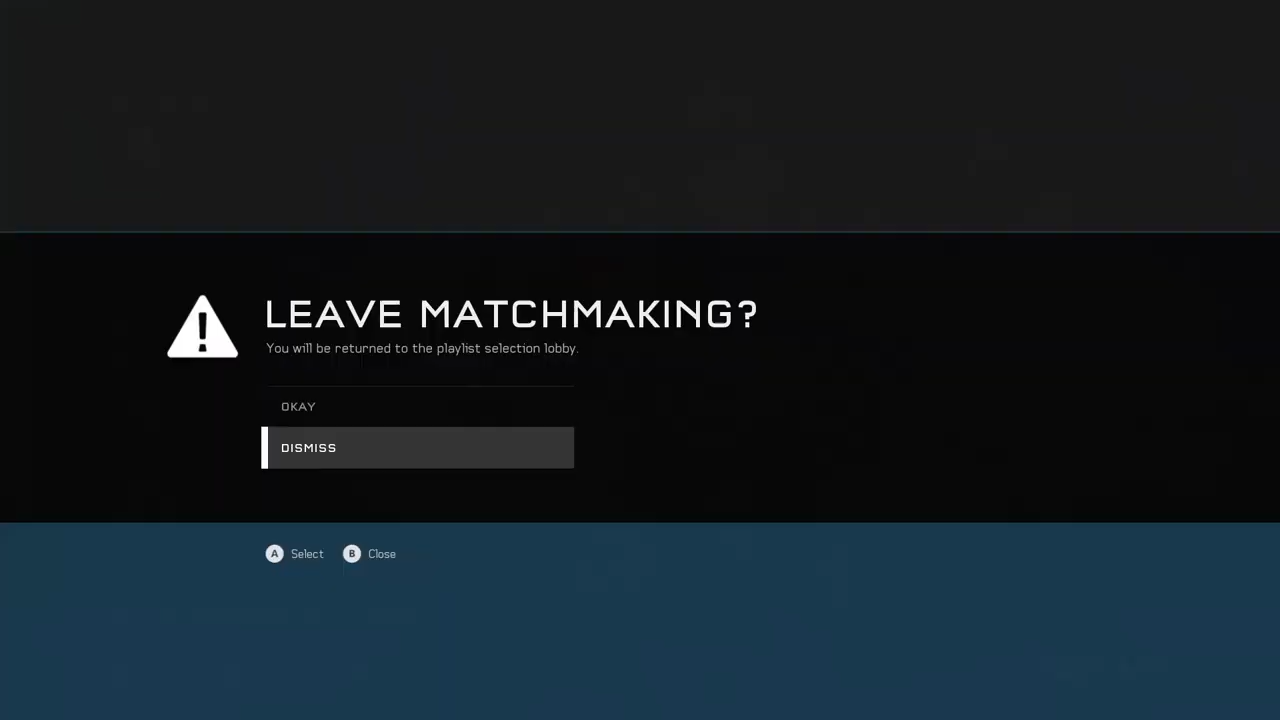 LEAVE MATCHMAKING?
You will be returned to the playlist selection lobby.
OKAY
DISMISS
A Select B Close